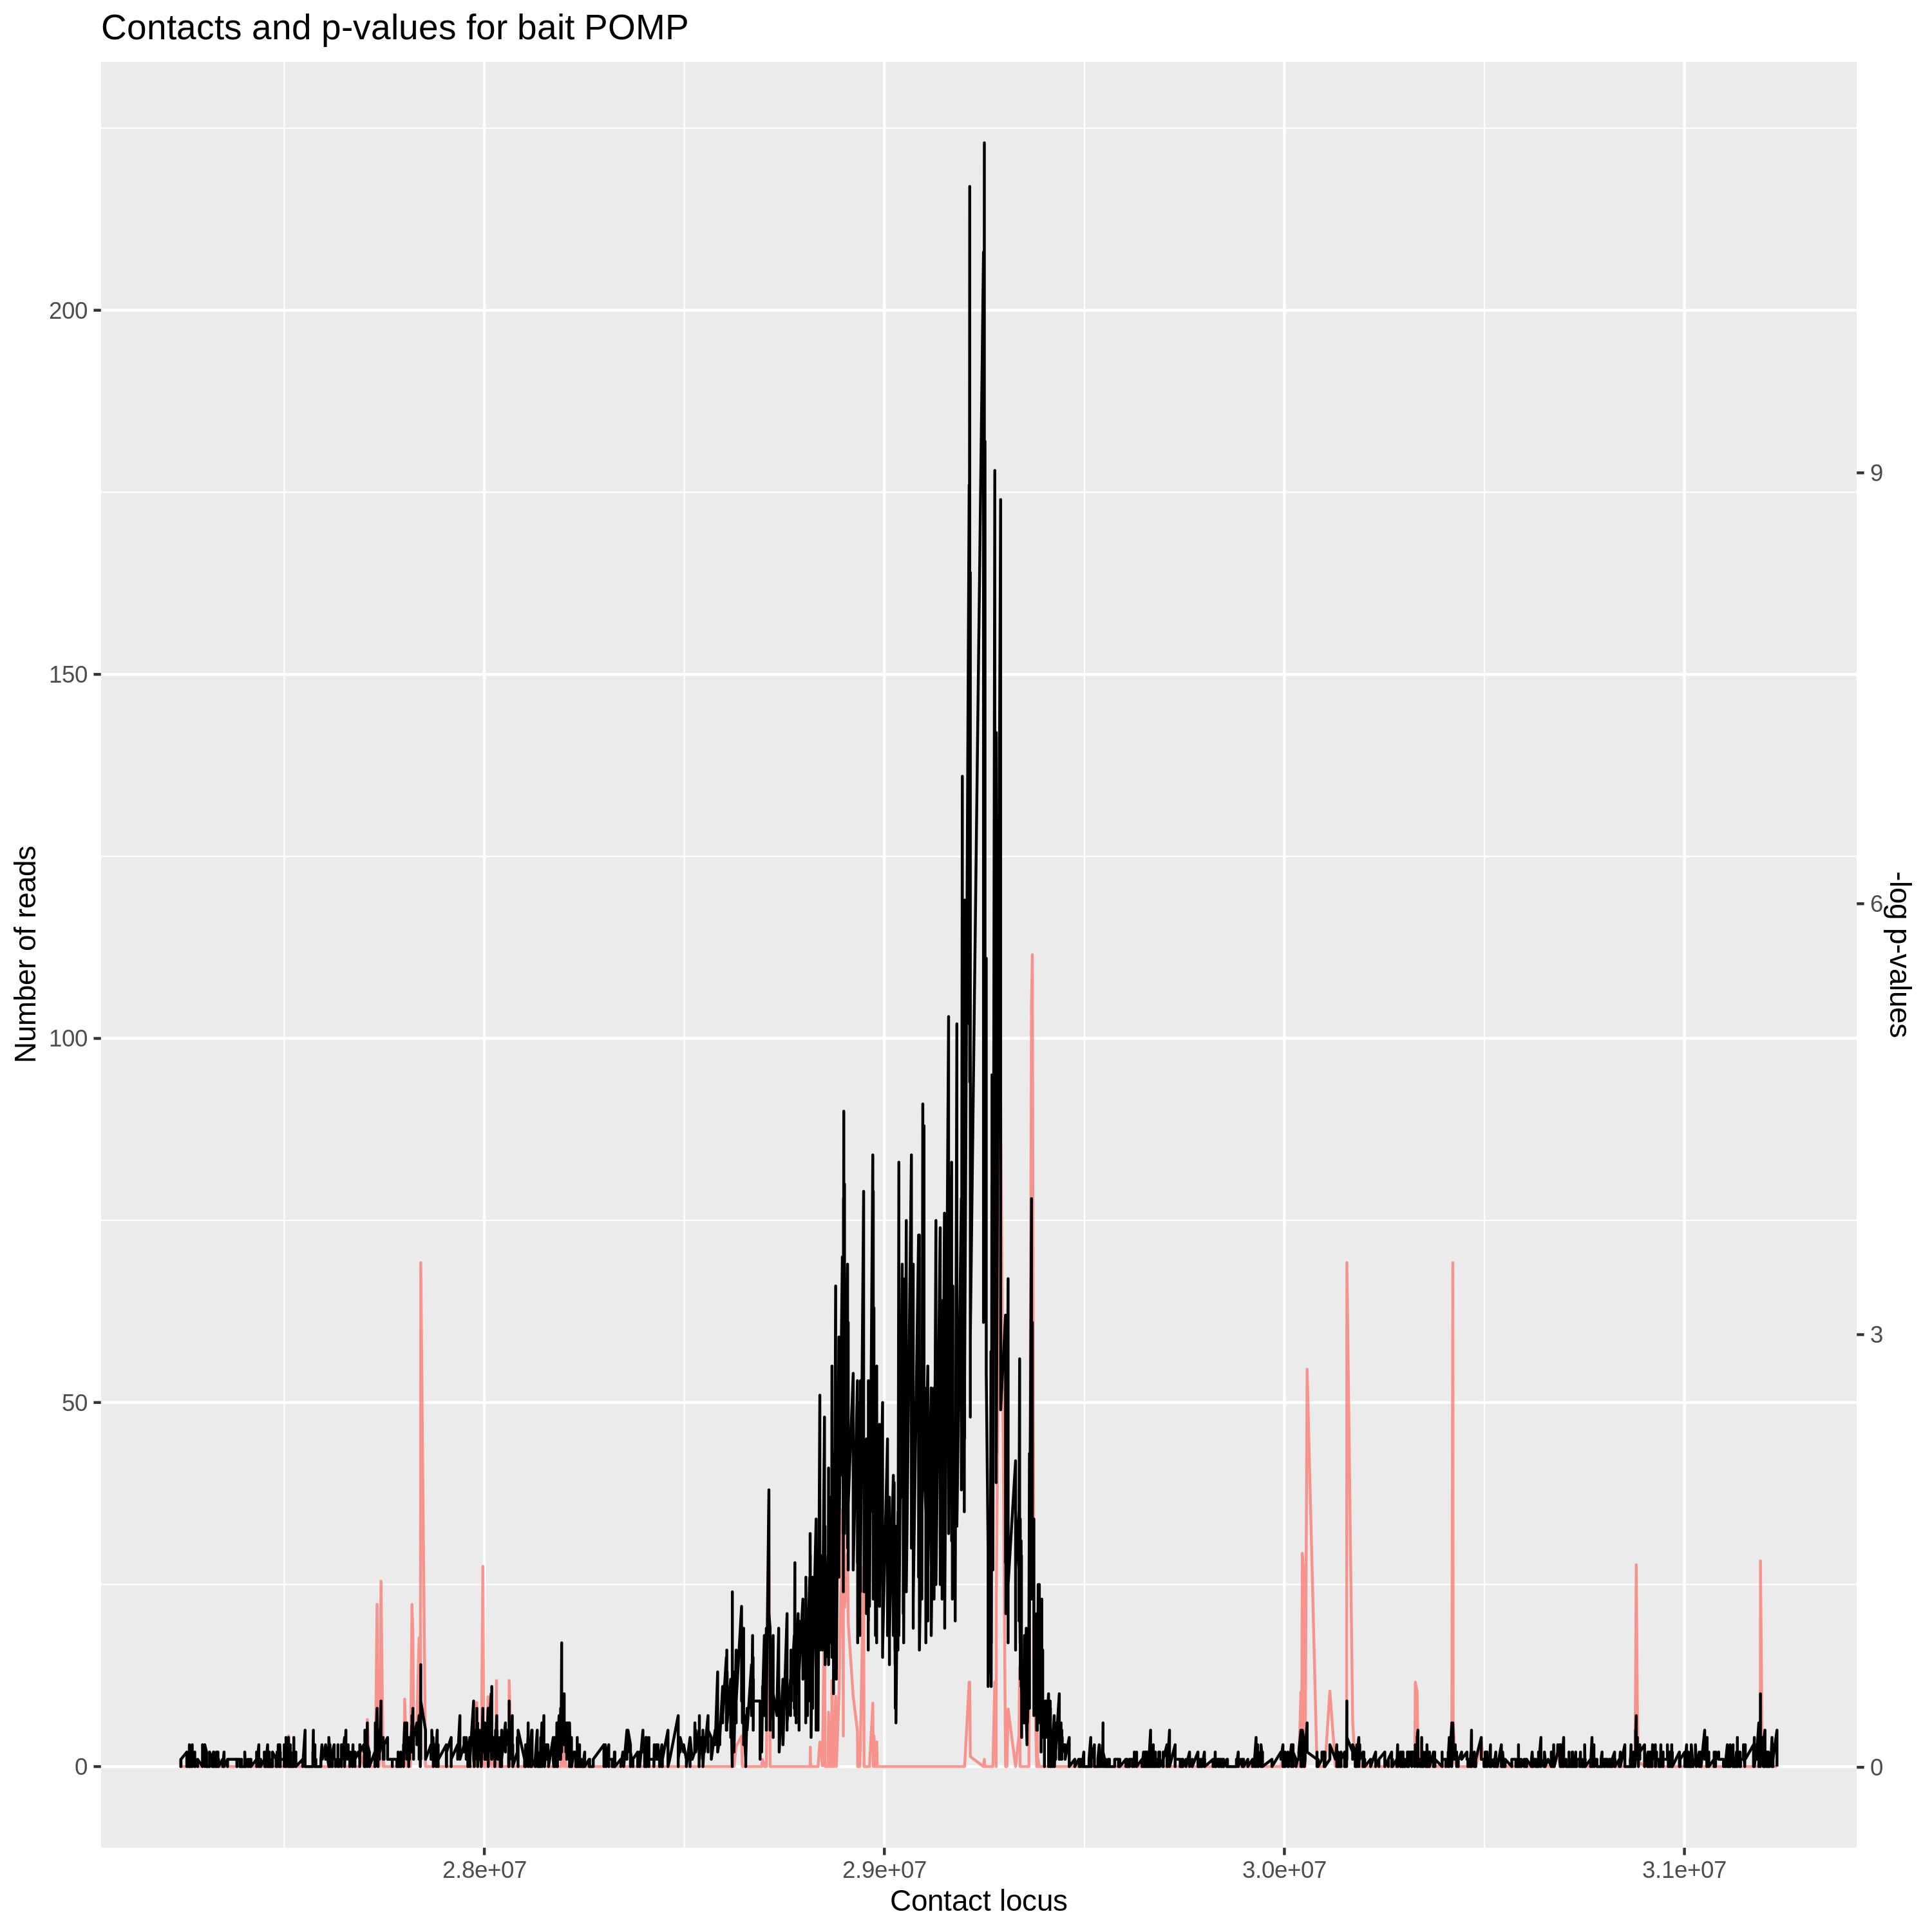 Contacts and p-values for bait POMP
200
150
100
50
0
Number of reads
9
6
3
0
-log p-values
2.8e+07
2.9e+07
3.0e+07
3.1e+07
Contact locus